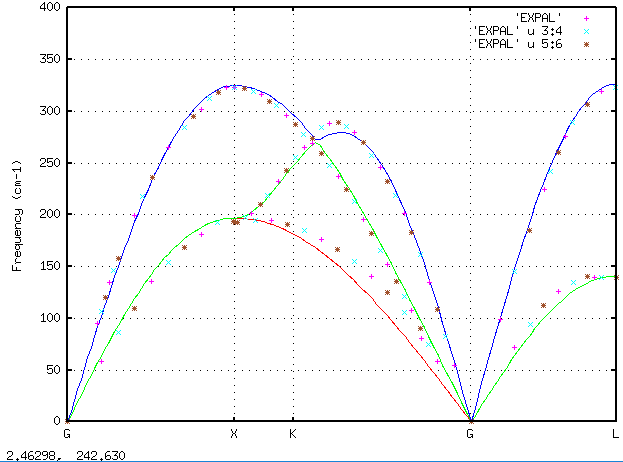 400
350
300
250
200
150
100
50
0
Frequency (cm-1)
'EXPAL'
'EXPAL' u 3:4
'EXPAL' u 5:6
G X K G L
2.46298, 242.630